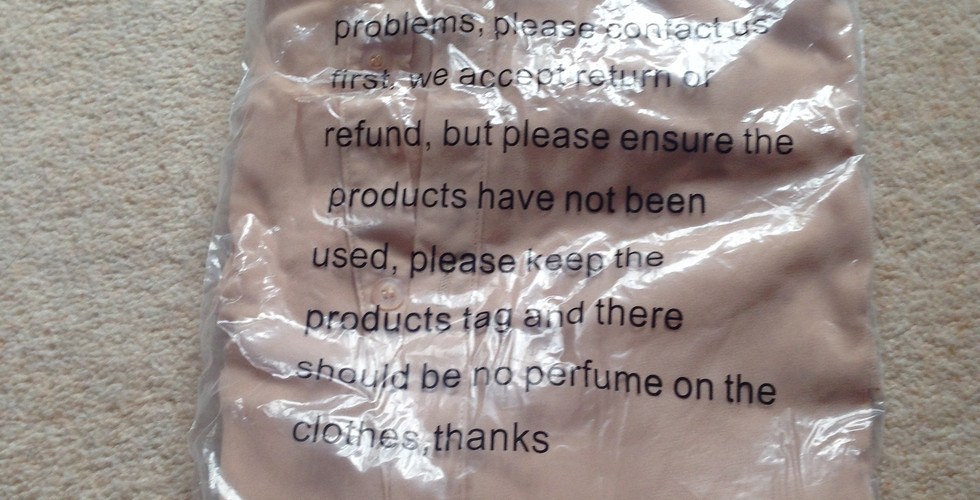 problems, please contact us
first, we accept return or
refund, but please ensure the
products have not been
used, please keep the
products tag and there
should be no perfume on the
clothes,thanks